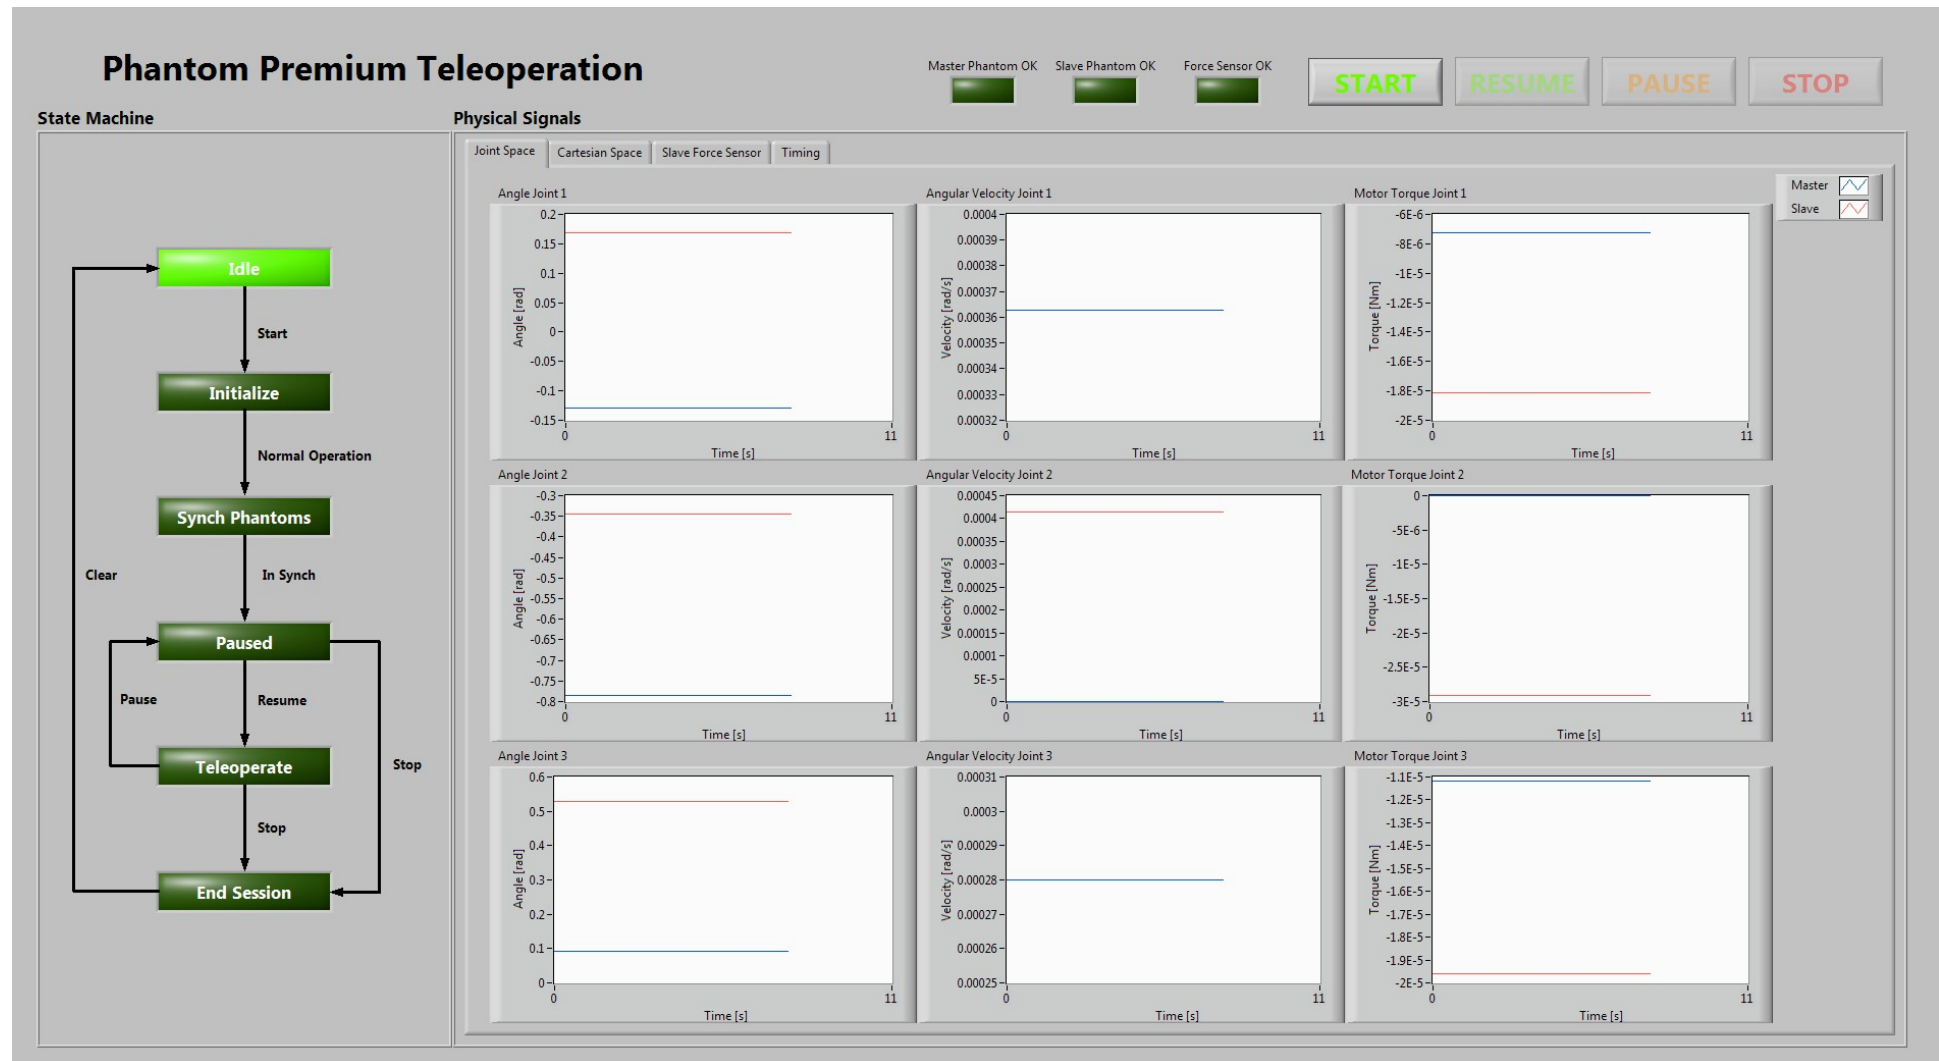 Phantom Premium Teleoperation
Master Phantom OK
Slave Phantom OK
Force Sensor OK
START
RESUME
PAUSE
STOP
State Machine
Idle
Start
Initialize
Normal Operation
Synch Phantoms
Clear
In Synch
Paused
Pause
Resume
Teleoperate
Stop
Stop
End Session
Physical Signals
Joint Space
Cartesian Space
Slave Force Sensor
Timing
Master
Slave
Angle Joint 1
Angle [rad]
0.2
0.15
0.1
0.05
0
-0.05
-0.1
-0.15
0
11
Time [s]
Angular Velocity Joint 1
Velocity [rad/s]
0.0004
0.00039
0.00038
0.00037
0.00036
0.00035
0.00034
0.00033
0.00032
0
11
Time [s]
Motor Torque Joint 1
Torque [Nm]
-6E-6
-8E-6
-1E-5
-1.2E-5
-1.4E-5
-1.6E-5
-1.8E-5
-2E-5
0
11
Time [s]
Angle Joint 2
Angle [rad]
-0.3
-0.35
-0.4
-0.45
-0.5
-0.55
-0.6
-0.65
-0.7
-0.75
-0.8
0
11
Time [s]
Angular Velocity Joint 2
Velocity [rad/s]
0.00045
0.0004
0.00035
0.0003
0.00025
0.0002
0.00015
0.0001
5E-5
0
0
11
Time [s]
Motor Torque Joint 2
Torque [Nm]
0
-5E-6
-1E-5
-1.5E-5
-2E-5
-2.5E-5
-3E-5
0
11
Time [s]
Angle Joint 3
Angle [rad]
0.6
0.5
0.4
0.3
0.2
0.1
0
0
11
Time [s]
Angular Velocity Joint 3
Velocity [rad/s]
0.00031
0.0003
0.00029
0.00028
0.00027
0.00026
0.00025
0
11
Time [s]
Motor Torque Joint 3
Torque [Nm]
-1.1E-5
-1.2E-5
-1.3E-5
-1.4E-5
-1.5E-5
-1.6E-5
-1.7E-5
-1.8E-5
-1.9E-5
-2E-5
0
11
Time [s]